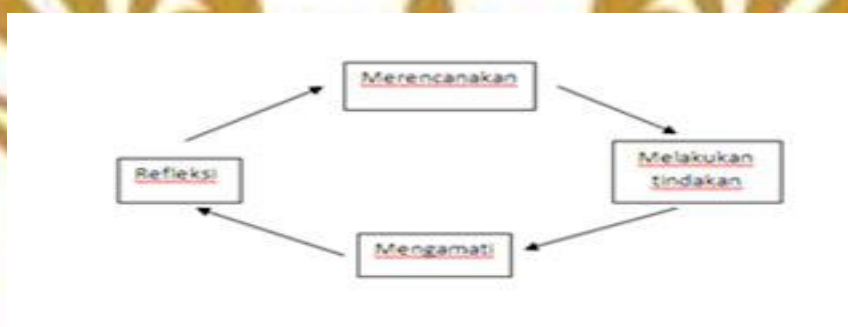 Merencanakan
Refleksi
Melakukan
tindakan
Mengamati